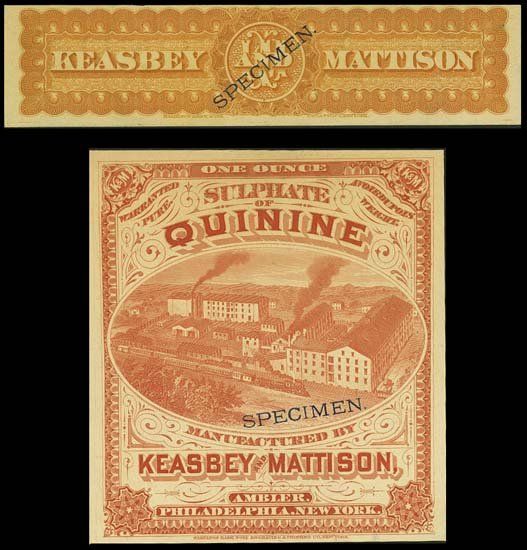 KEASBEY & MATTISON
SPECIMEN.
ONE OUNCE
K&M
K&M
WARRANTED PURE.
AVOIRDUPOIS WEIGHT.
SULPHATE
OF
QUININE
SPECIMEN.
MANUFACTURED BY
KEASBEY AND MATTISON,
AMBLER,
PHILADELPHIA, NEW YORK.